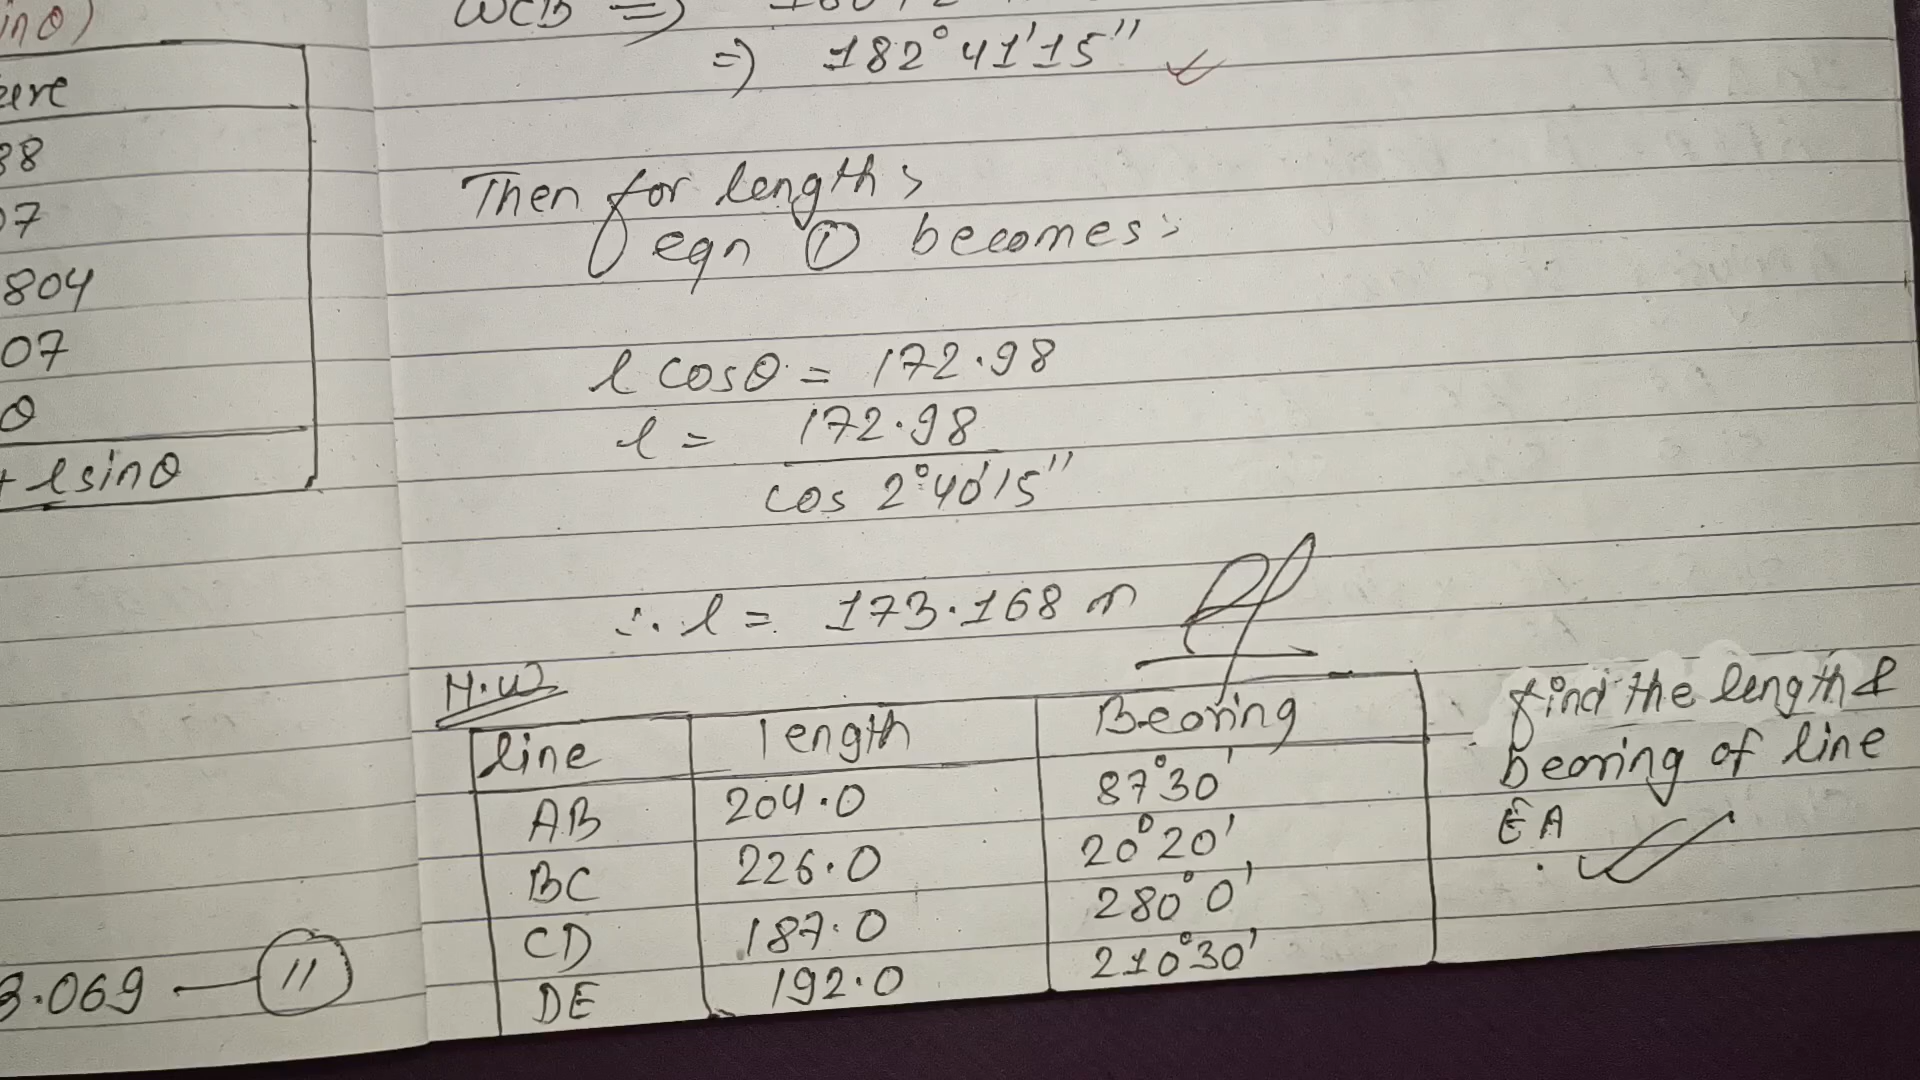 inθ)
ere
38
07
804
07
θ
+ lsinθ
3.069 — 11
WCB =>
=> 182°41'15"
Then for length,
eqn ① becomes:
l cosθ = 172.98
l = 172.98
cos 2°40'15"
∴ l = 173.168 m
H.W
line length Bearing
AB 204.0 87°30'
BC 226.0 20°20'
CD 187.0 280°0'
DE 192.0 210°30'
find the length &
bearing of line
EA